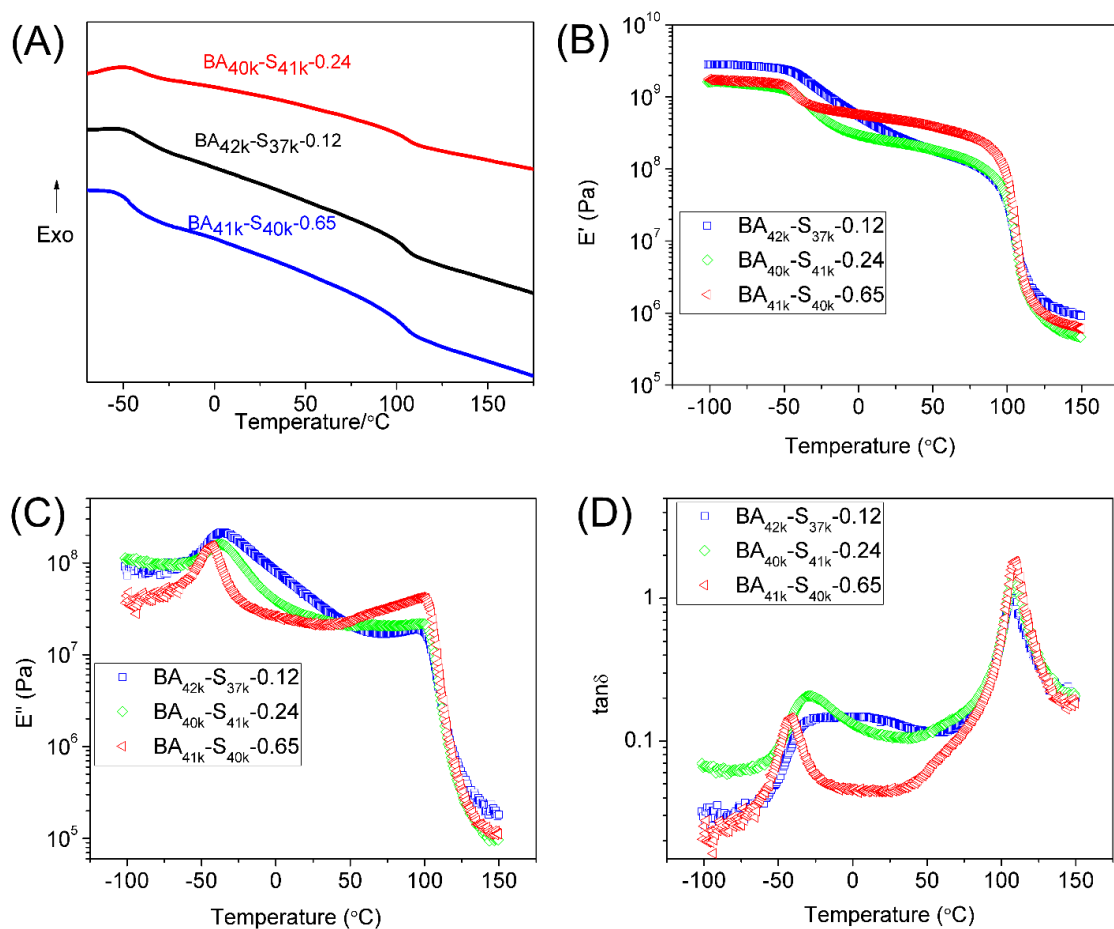 (A)
BA40k-S41k-0.24
BA42k-S37k-0.12
BA41k-S40k-0.65
Exo
-50 0 50 100 150
Temperature/°C
(B)
10^10
10^9
10^8
10^7
10^6
10^5
E' (Pa)
BA42k-S37k-0.12
BA40k-S41k-0.24
BA41k-S40k-0.65
-100 -50 0 50 100 150
Temperature (°C)
(C)
10^8
10^7
10^6
10^5
E" (Pa)
BA42k-S37k-0.12
BA40k-S41k-0.24
BA41k-S40k-0.65
-100 -50 0 50 100 150
Temperature (°C)
(D)
BA42k-S37k-0.12
BA40k-S41k-0.24
BA41k-S40k-0.65
1
0.1
tanδ
-100 -50 0 50 100 150
Temperature (°C)